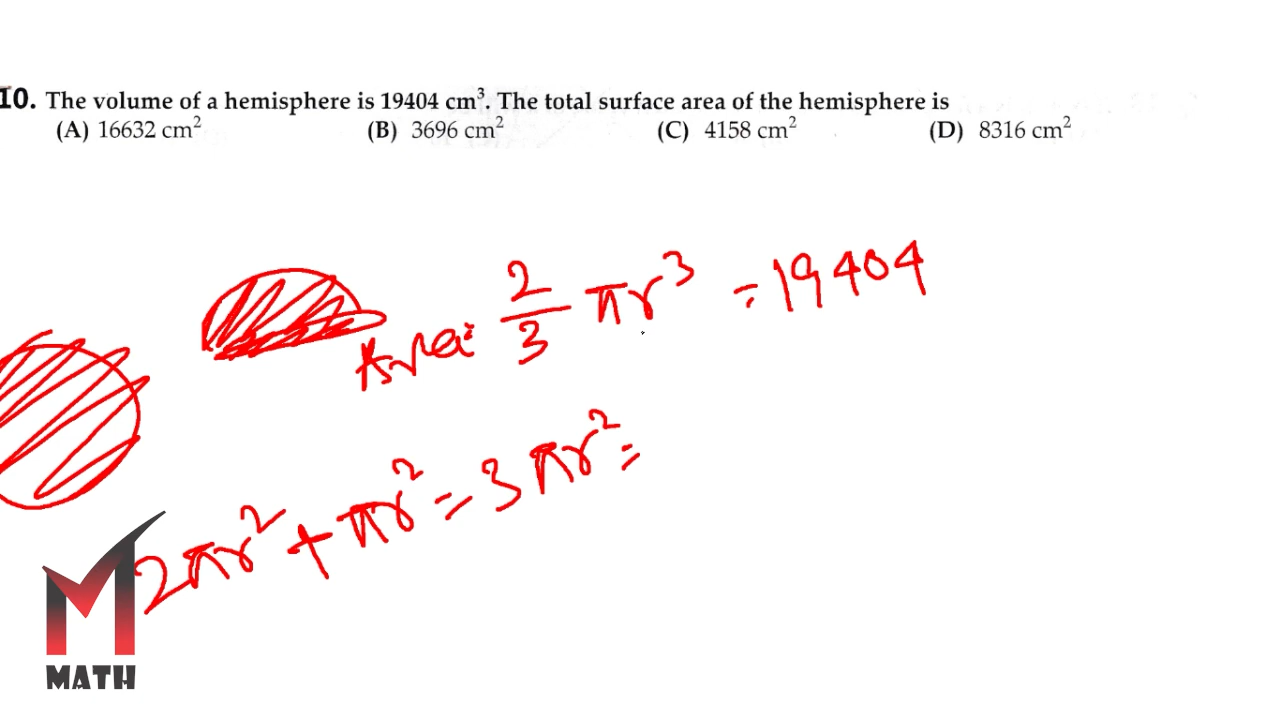 10. The volume of a hemisphere is 19404 cm³. The total surface area of the hemisphere is
(A) 16632 cm² (B) 3696 cm² (C) 4158 cm² (D) 8316 cm²
Area: 2/3 πr³ = 19404
2πr² + πr² = 3πr² =
M
MATH